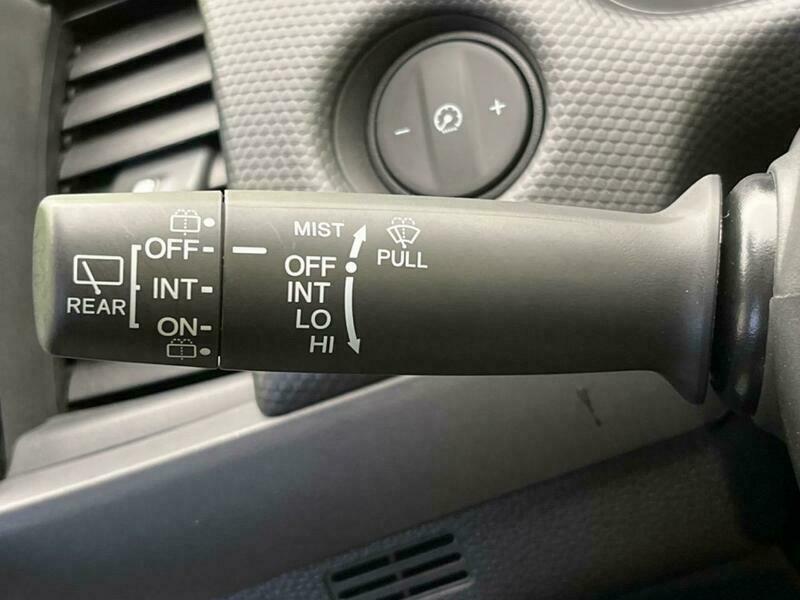 REAR
OFF
INT
ON
MIST
OFF
INT
LO
HI
PULL
- +